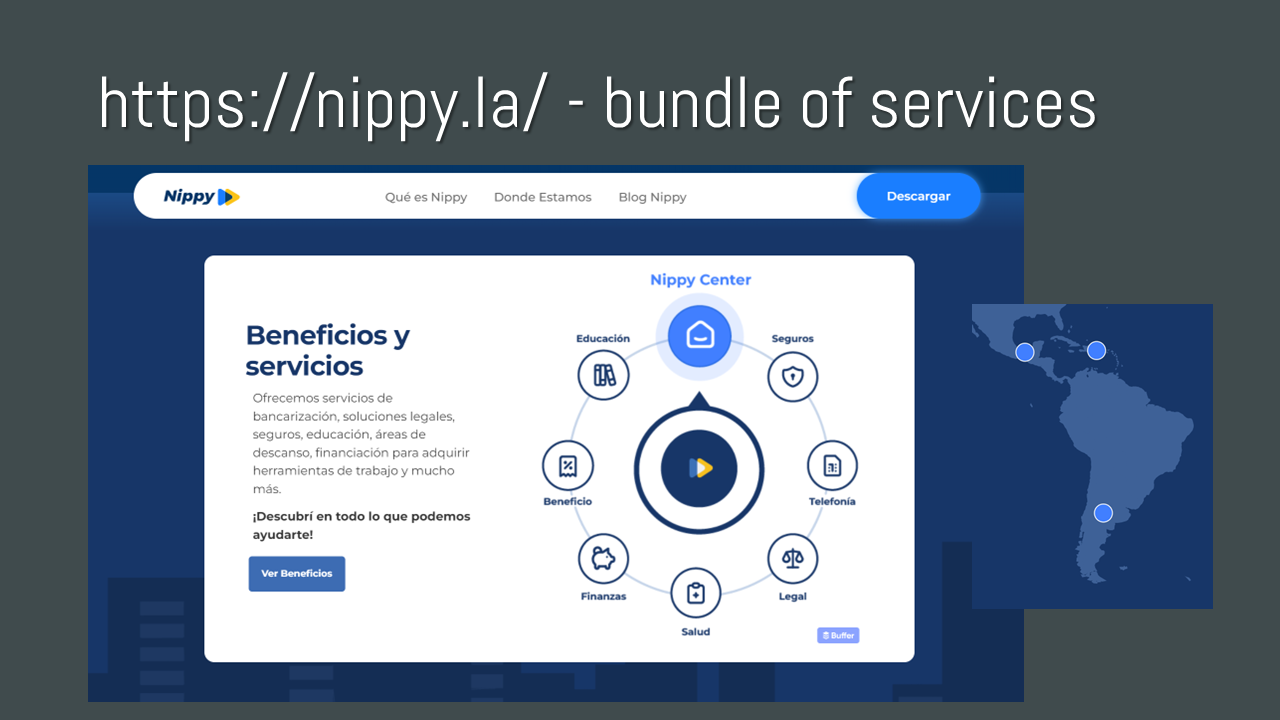 https://nippy.la/ - bundle of services
Nippy
Qué es Nippy
Donde Estamos
Blog Nippy
Descargar
Beneficios y
servicios
Ofrecemos servicios de
bancarización, soluciones legales,
seguros, educación, áreas de
descanso, financiación para adquirir
herramientas de trabajo y mucho
más.
¡Descubrí en todo lo que podemos
ayudarte!
Ver Beneficios
Nippy Center
Educación
Seguros
Beneficio
Telefonía
Finanzas
Legal
Salud
Buffer